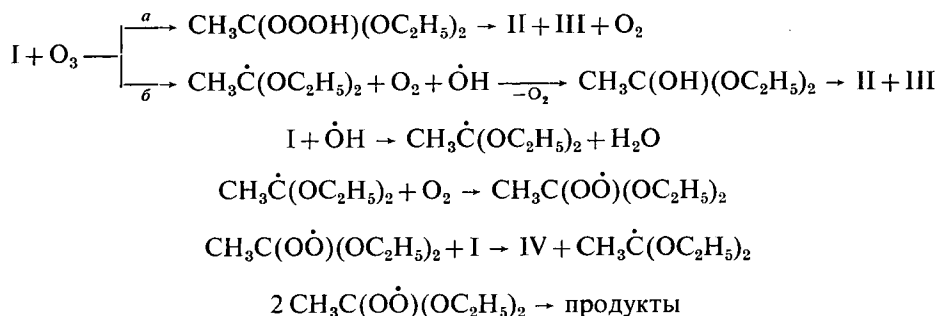 I + O₃ —
а → CH₃C(OOOH)(OC₂H₅)₂ → II + III + O₂
б → CH₃Ċ(OC₂H₅)₂ + O₂ + ȮH —−O₂→ CH₃C(OH)(OC₂H₅)₂ → II + III
I + ȮH → CH₃Ċ(OC₂H₅)₂ + H₂O
CH₃Ċ(OC₂H₅)₂ + O₂ → CH₃C(OȮ)(OC₂H₅)₂
CH₃C(OȮ)(OC₂H₅)₂ + I → IV + CH₃Ċ(OC₂H₅)₂
2 CH₃C(OȮ)(OC₂H₅)₂ → продукты